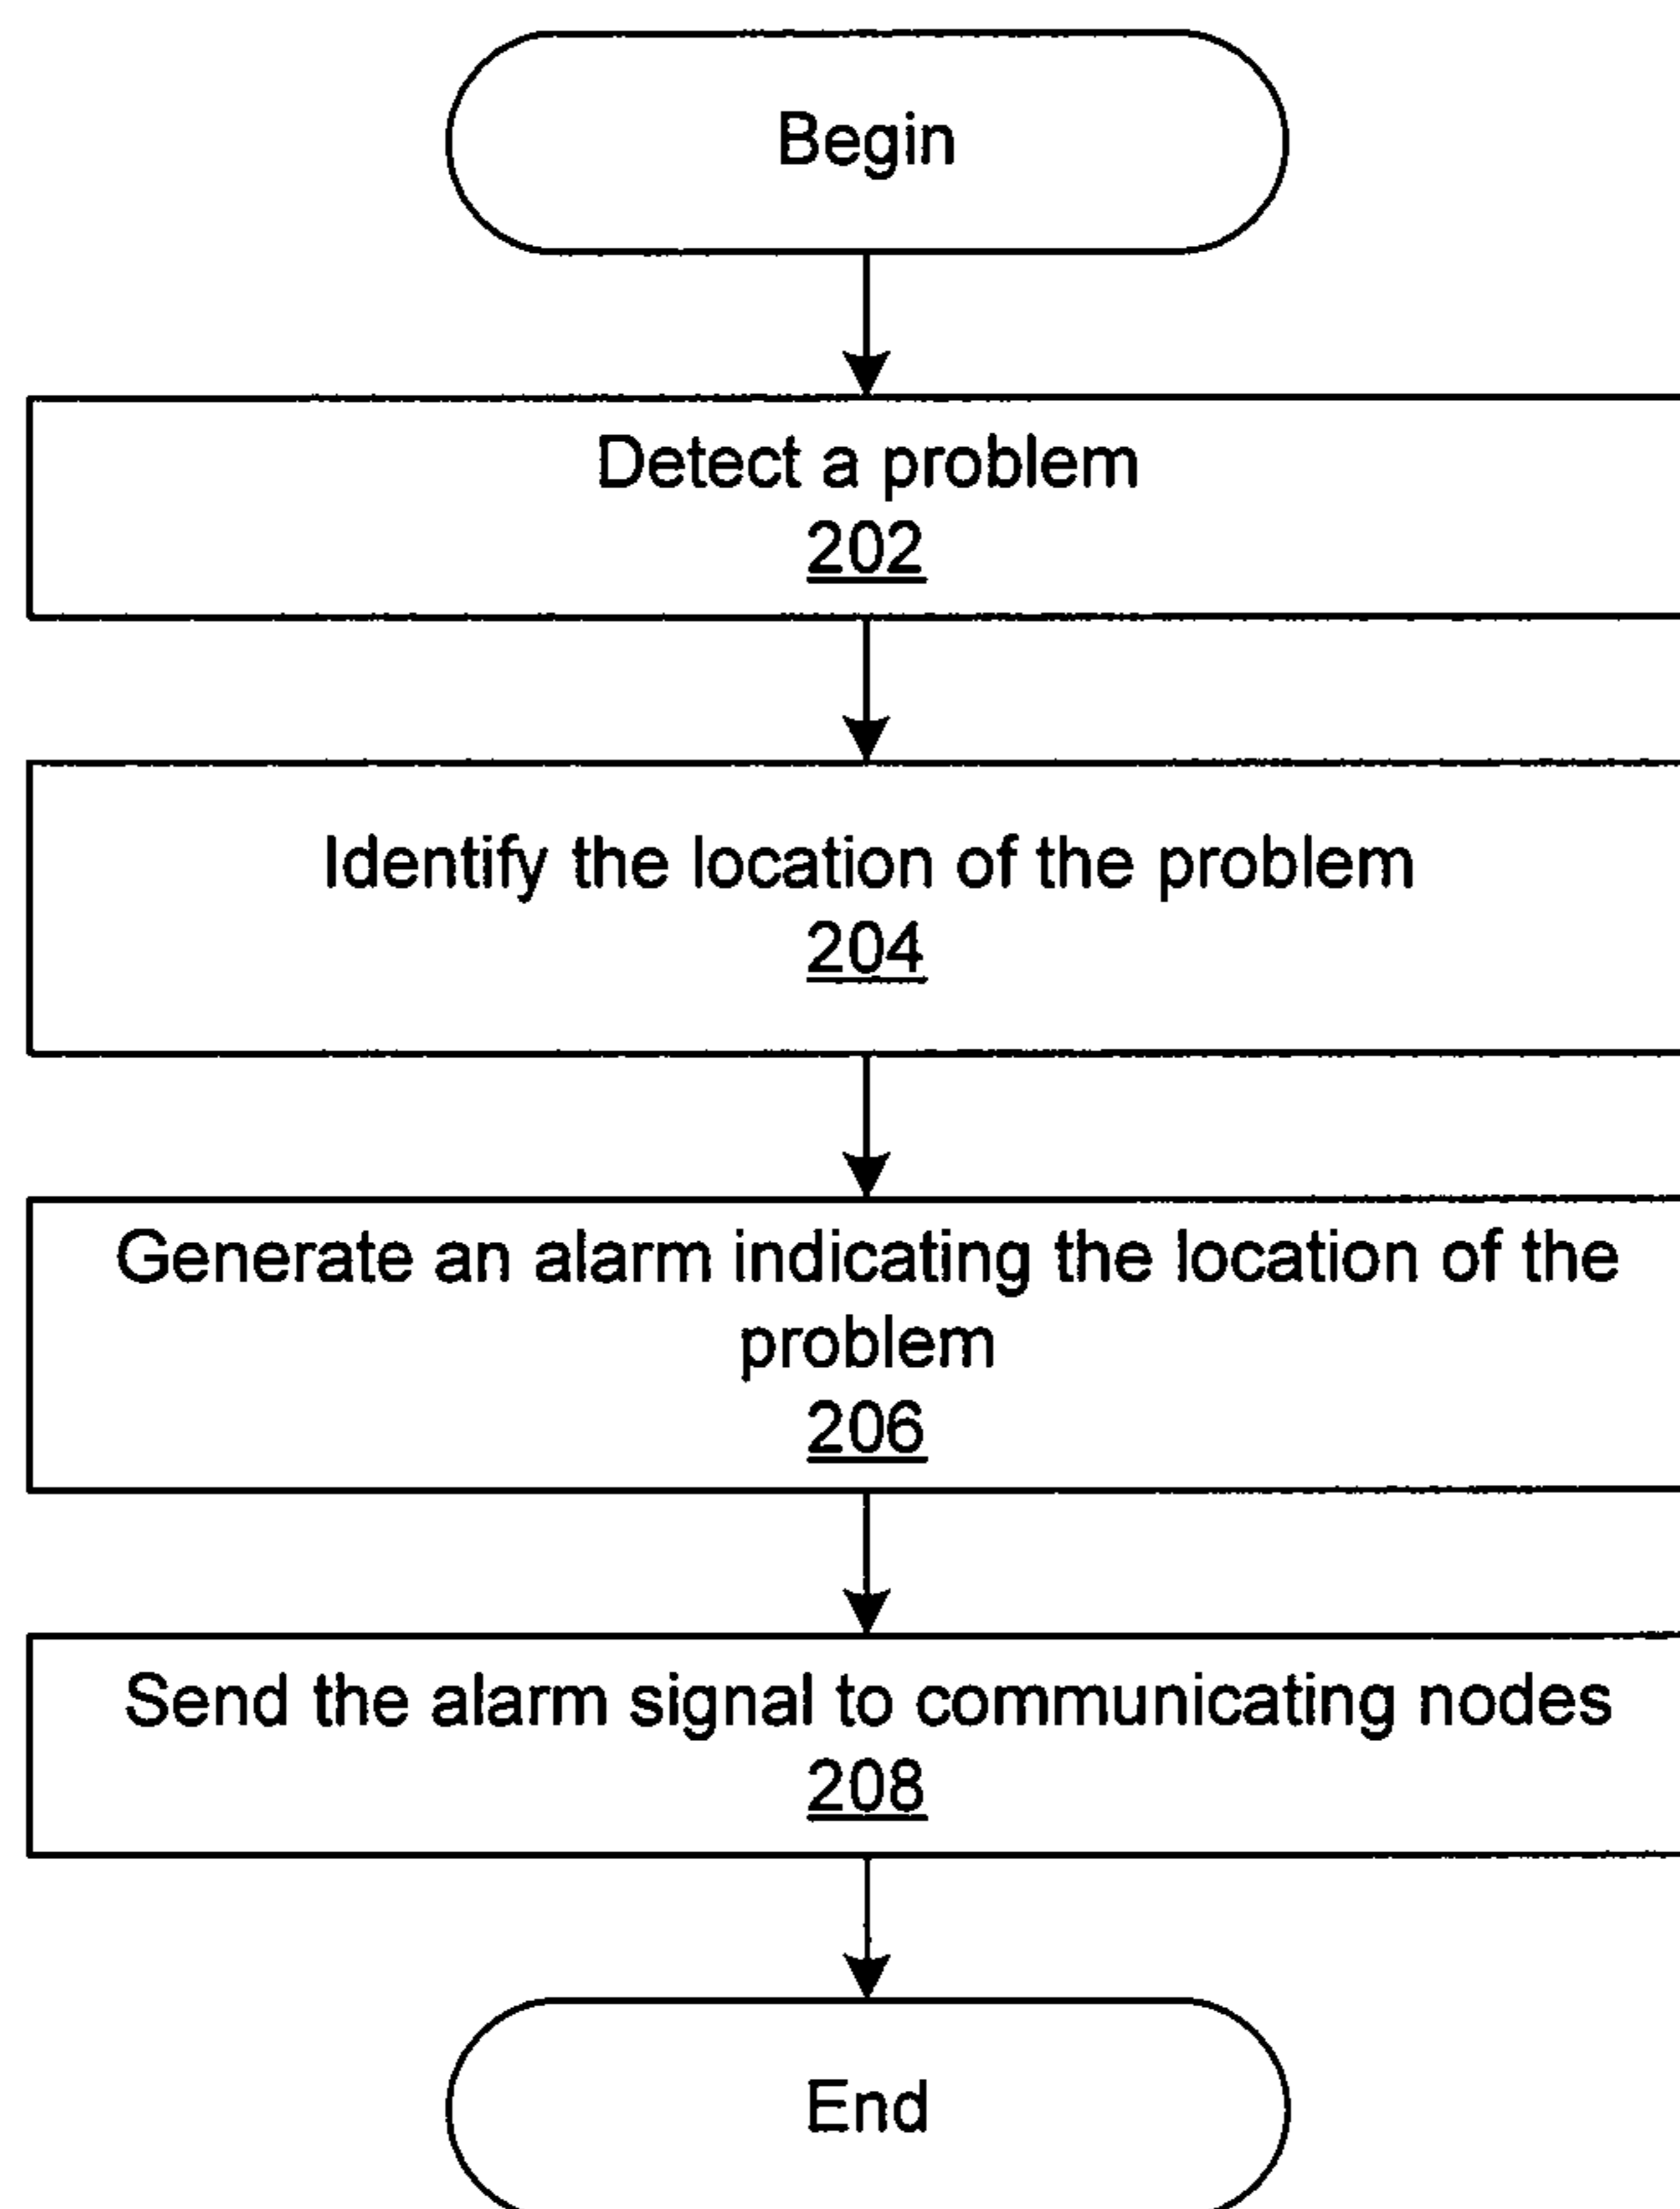 Begin
Detect a problem
202
Identify the location of the problem
204
Generate an alarm indicating the location of the
problem
206
Send the alarm signal to communicating nodes
208
End